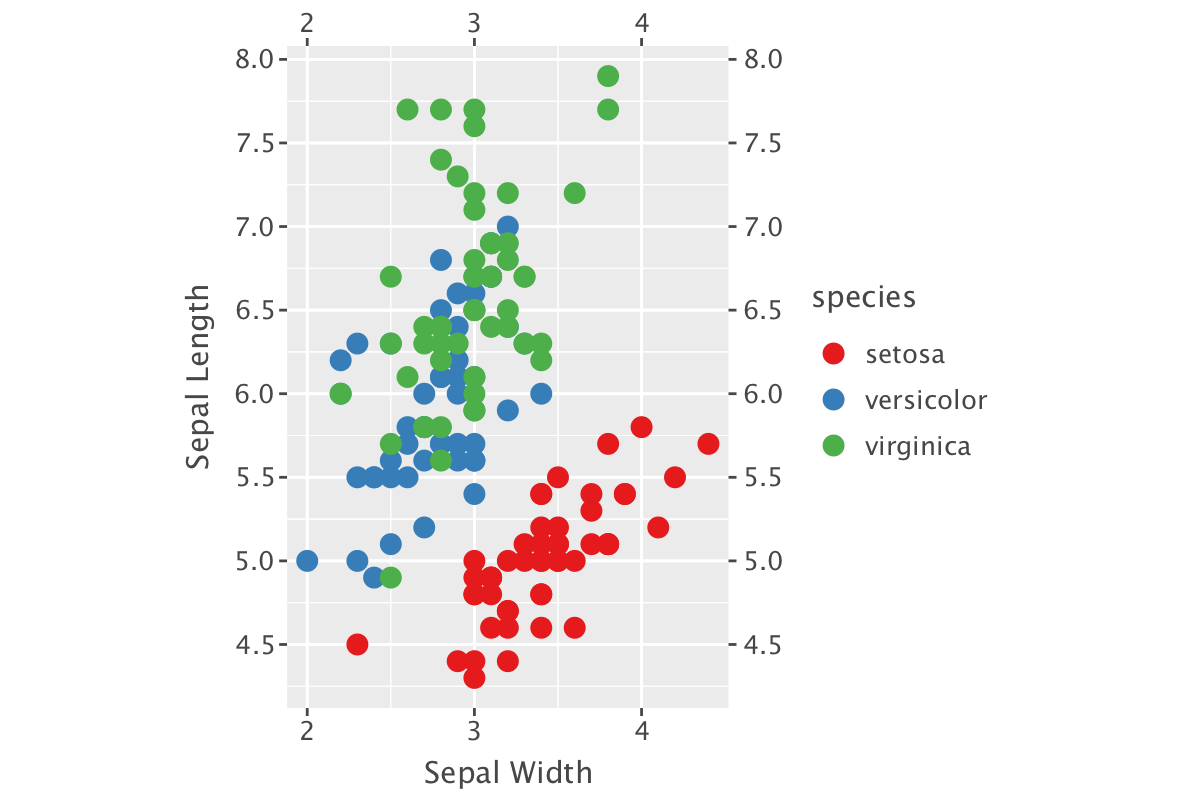 2 3 4
8.0 8.0
7.5 7.5
7.0 7.0
6.5 6.5
6.0 6.0
5.5 5.5
5.0 5.0
4.5 4.5
2 3 4
Sepal Length
Sepal Width
species
setosa
versicolor
virginica